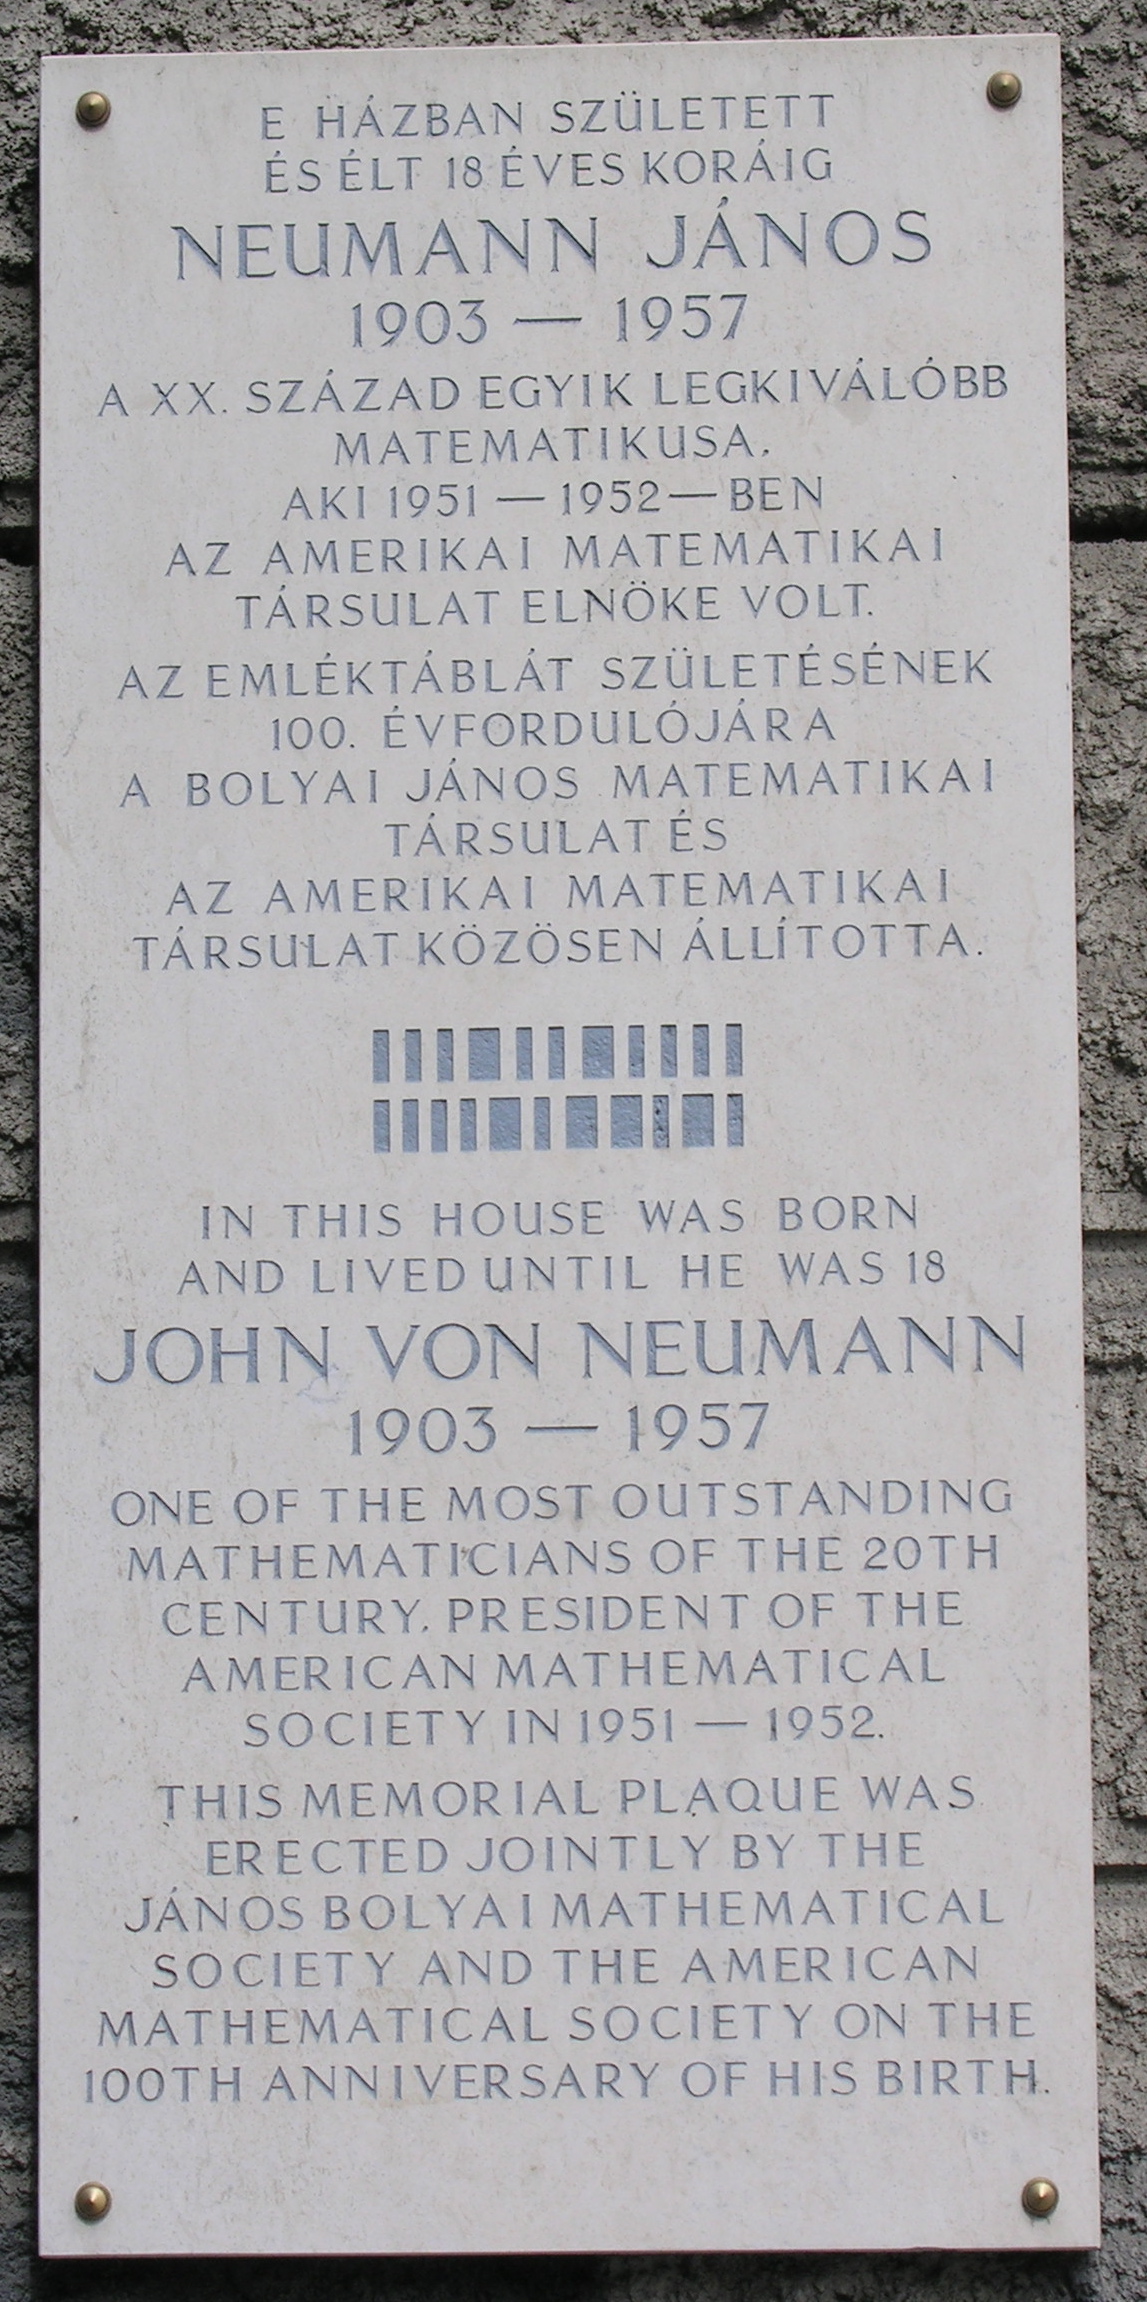 E HÁZBAN SZÜLETETT
ÉS ÉLT 18 ÉVES KORÁIG
NEUMANN JÁNOS
1903 — 1957
A XX. SZÁZAD EGYIK LEGKIVÁLÓBB
MATEMATIKUSA.
AKI 1951 — 1952 — BEN
AZ AMERIKAI MATEMATIKAI
TÁRSULAT ELNÖKE VOLT.
AZ EMLÉKTÁBLÁT SZÜLETÉSÉNEK
100. ÉVFORDULÓJÁRA
A BOLYAI JÁNOS MATEMATIKAI
TÁRSULAT ÉS
AZ AMERIKAI MATEMATIKAI
TÁRSULAT KÖZÖSEN ÁLLÍTOTTA.
IN THIS HOUSE WAS BORN
AND LIVED UNTIL HE WAS 18
JOHN VON NEUMANN
1903 — 1957
ONE OF THE MOST OUTSTANDING
MATHEMATICIANS OF THE 20TH
CENTURY. PRESIDENT OF THE
AMERICAN MATHEMATICAL
SOCIETY IN 1951 — 1952.
THIS MEMORIAL PLAQUE WAS
ERECTED JOINTLY BY THE
JÁNOS BOLYAI MATHEMATICAL
SOCIETY AND THE AMERICAN
MATHEMATICAL SOCIETY ON THE
100TH ANNIVERSARY OF HIS BIRTH.